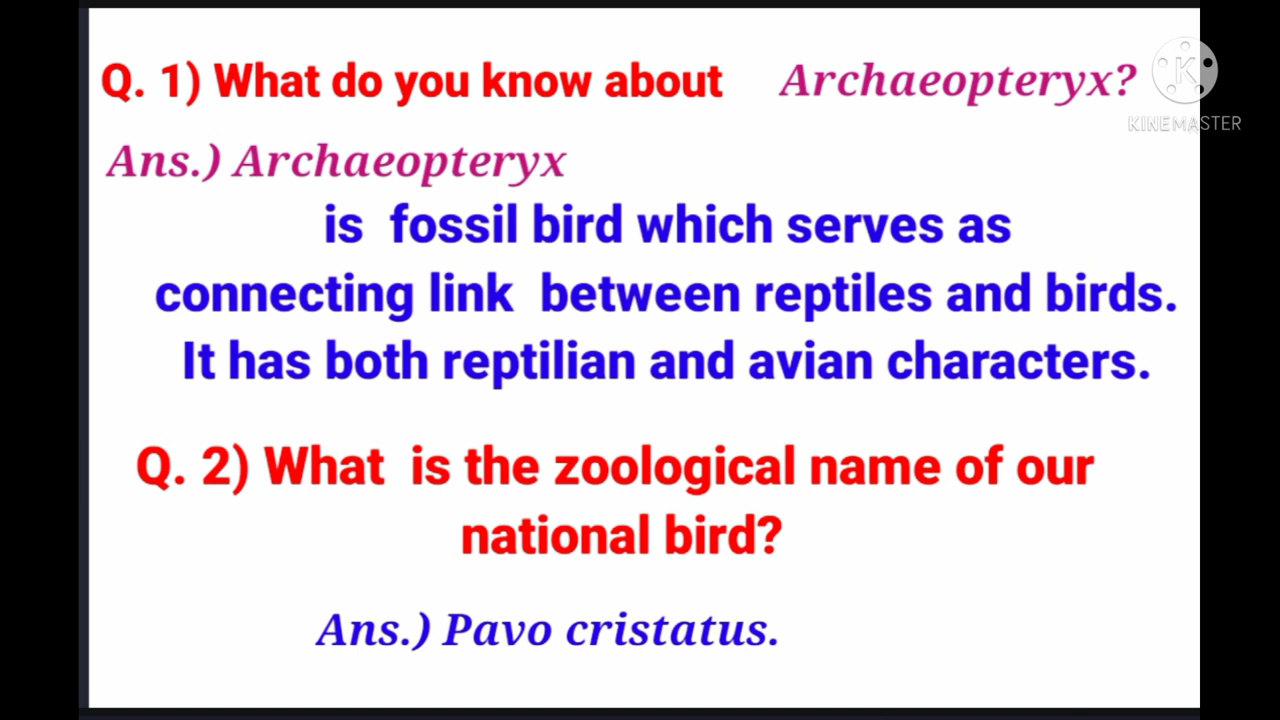 Q. 1) What do you know about Archaeopteryx?
KINEMASTER
Ans.) Archaeopteryx
is fossil bird which serves as
connecting link between reptiles and birds.
It has both reptilian and avian characters.
Q. 2) What is the zoological name of our
national bird?
Ans.) Pavo cristatus.